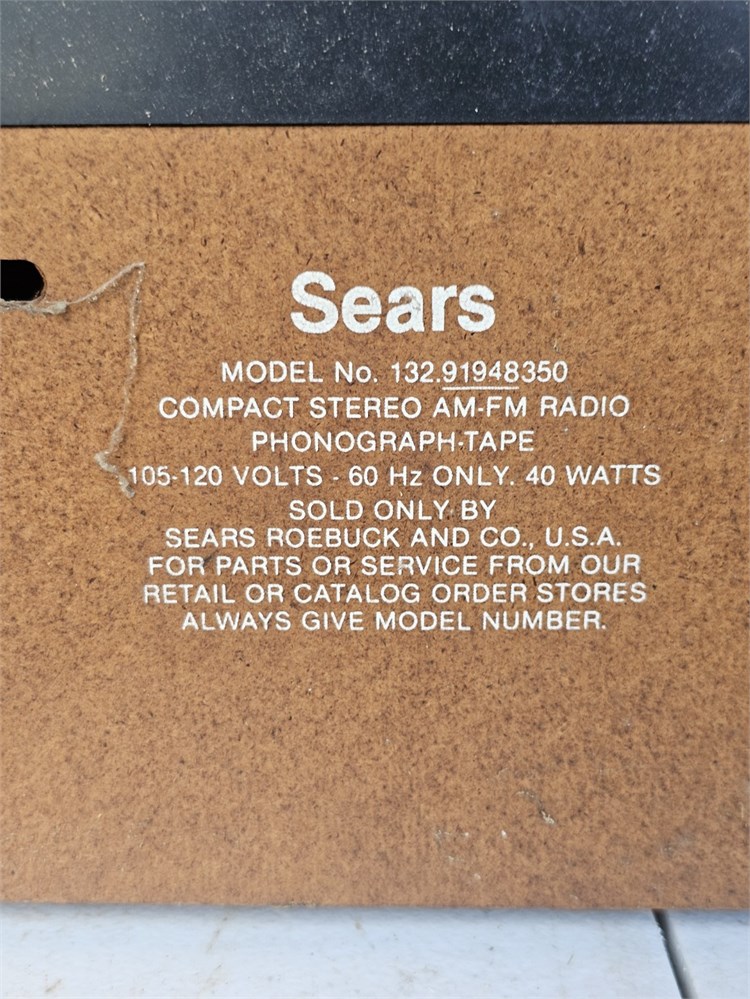 Sears
MODEL No. 132.91948350
COMPACT STEREO AM-FM RADIO
PHONOGRAPH-TAPE
105-120 VOLTS - 60 Hz ONLY. 40 WATTS
SOLD ONLY BY
SEARS ROEBUCK AND CO., U.S.A.
FOR PARTS OR SERVICE FROM OUR
RETAIL OR CATALOG ORDER STORES
ALWAYS GIVE MODEL NUMBER.